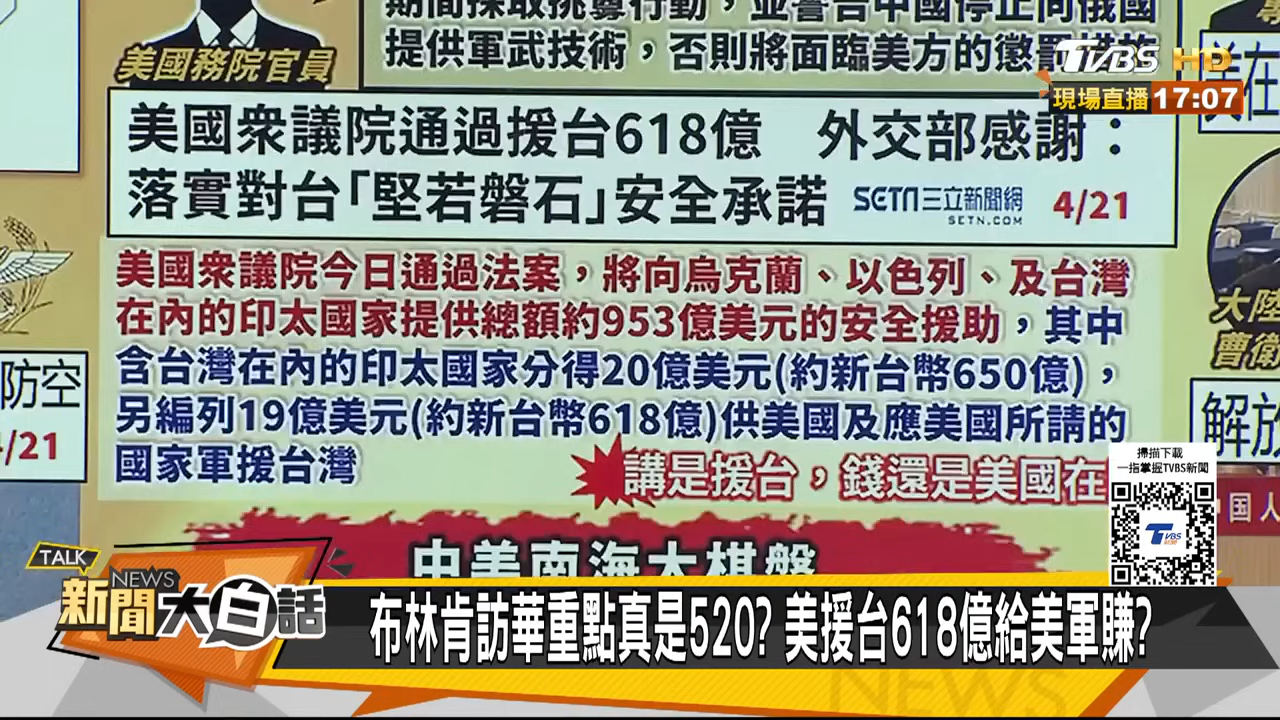 期間採取挑釁行動，並警告中國停止向俄國
提供軍武技術，否則將面臨美方的懲罰措施
美國務院官員
TVBS HD
現場直播 17:07
美在
美國眾議院通過援台618億 外交部感謝：
落實對台「堅若磐石」安全承諾
SETN三立新聞網
SETN.COM
4/21
美國眾議院今日通過法案，將向烏克蘭、以色列、及台灣
在內的印太國家提供總額約953億美元的安全援助，其中
含台灣在內的印太國家分得20億美元(約新台幣650億)，
另編列19億美元(約新台幣618億)供美國及應美國所請的
國家軍援台灣
講是援台，錢還是美國在
防空
4/21
大陸
曹衛
解放
國人
掃描下載
一指掌握TVBS新聞
TVBS
中美南海大棋盤
TALK
NEWS
新聞大白話
布林肯訪華重點真是520? 美援台618億給美軍賺?
NEWS